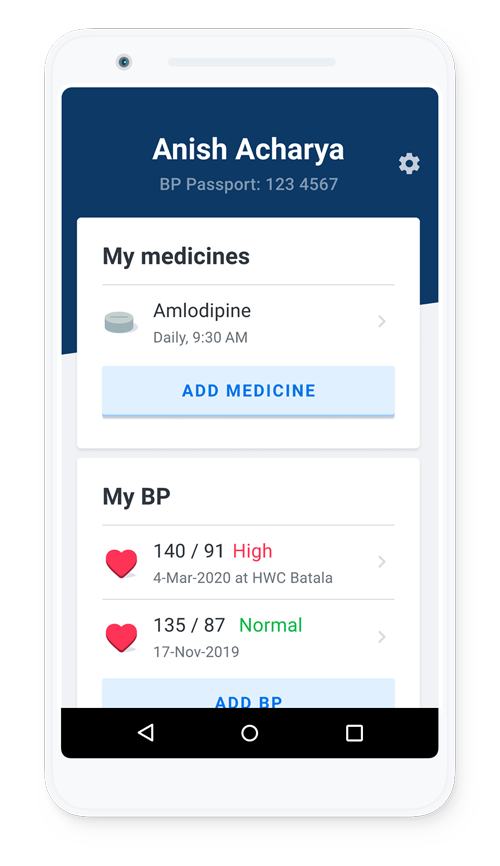 Anish Acharya
BP Passport: 123 4567
My medicines
Amlodipine
Daily, 9:30 AM
ADD MEDICINE
My BP
140 / 91 High
4-Mar-2020 at HWC Batala
135 / 87 Normal
17-Nov-2019
ADD BP